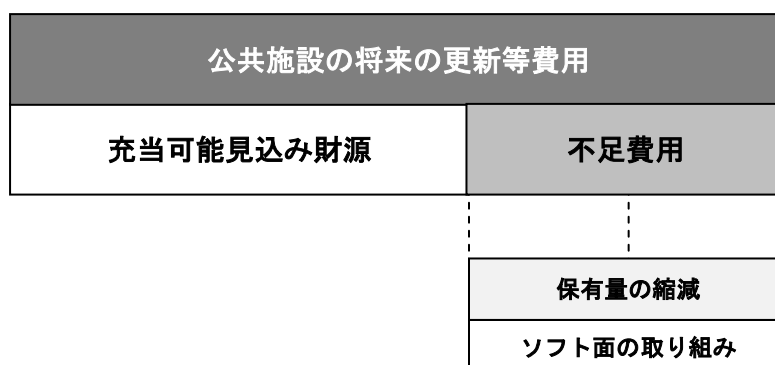 公共施設の将来の更新等費用
充当可能見込み財源
不足費用
保有量の縮減
ソフト面の取り組み